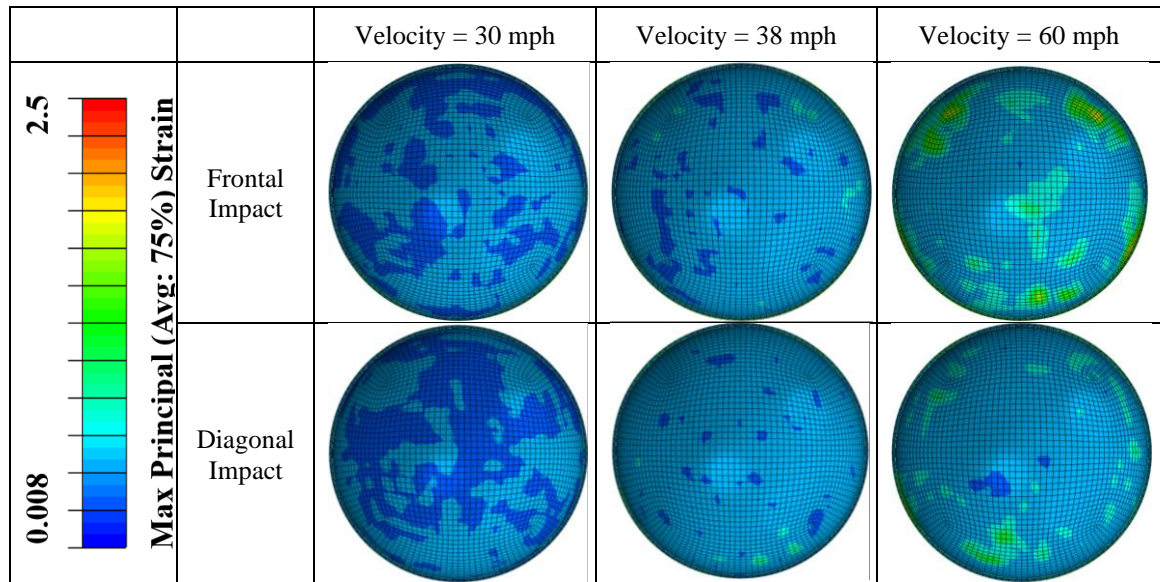 Velocity = 30 mph
Velocity = 38 mph
Velocity = 60 mph
2.5
0.008
Max Principal (Avg: 75%) Strain
Frontal
Impact
Diagonal
Impact